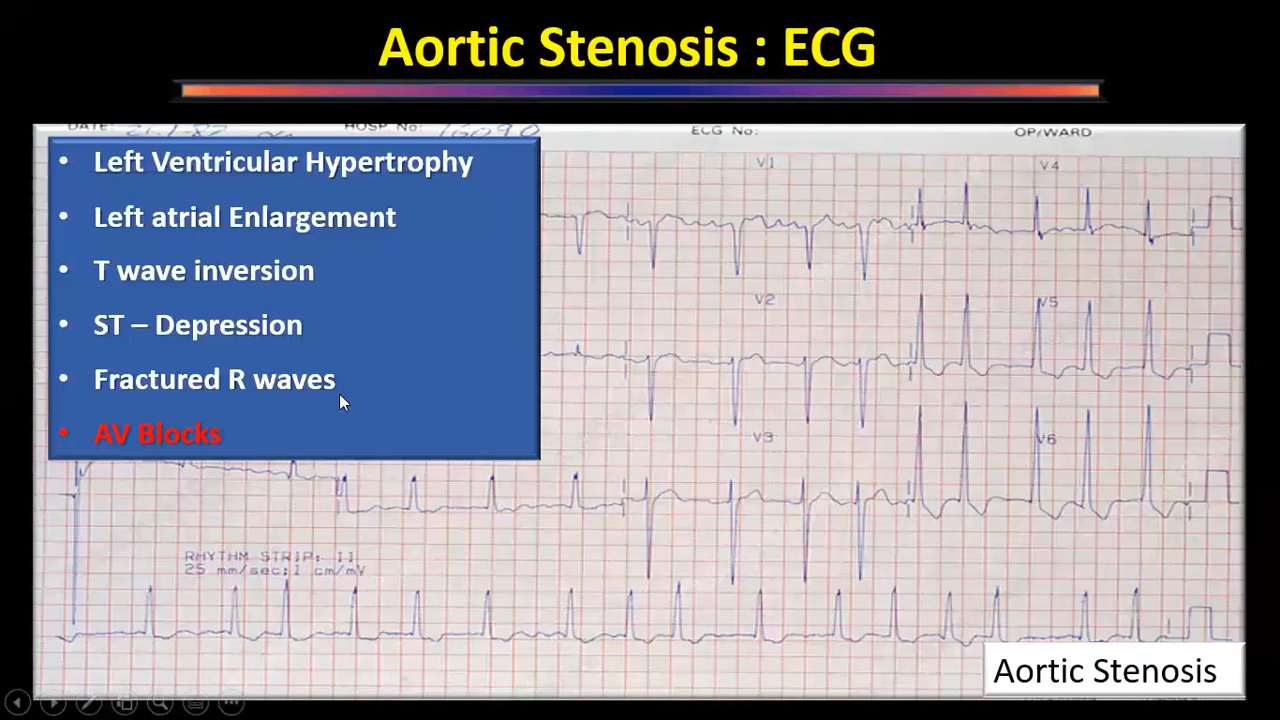 Aortic Stenosis : ECG
HOSP No: 16090
ECG No:
OP/WARD
• Left Ventricular Hypertrophy
• Left atrial Enlargement
• T wave inversion
• ST – Depression
• Fractured R waves
• AV Blocks
V1
V4
V2
V5
V3
V6
RHYTHM STRIP: II
25 mm/sec:1 cm/mV
Aortic Stenosis